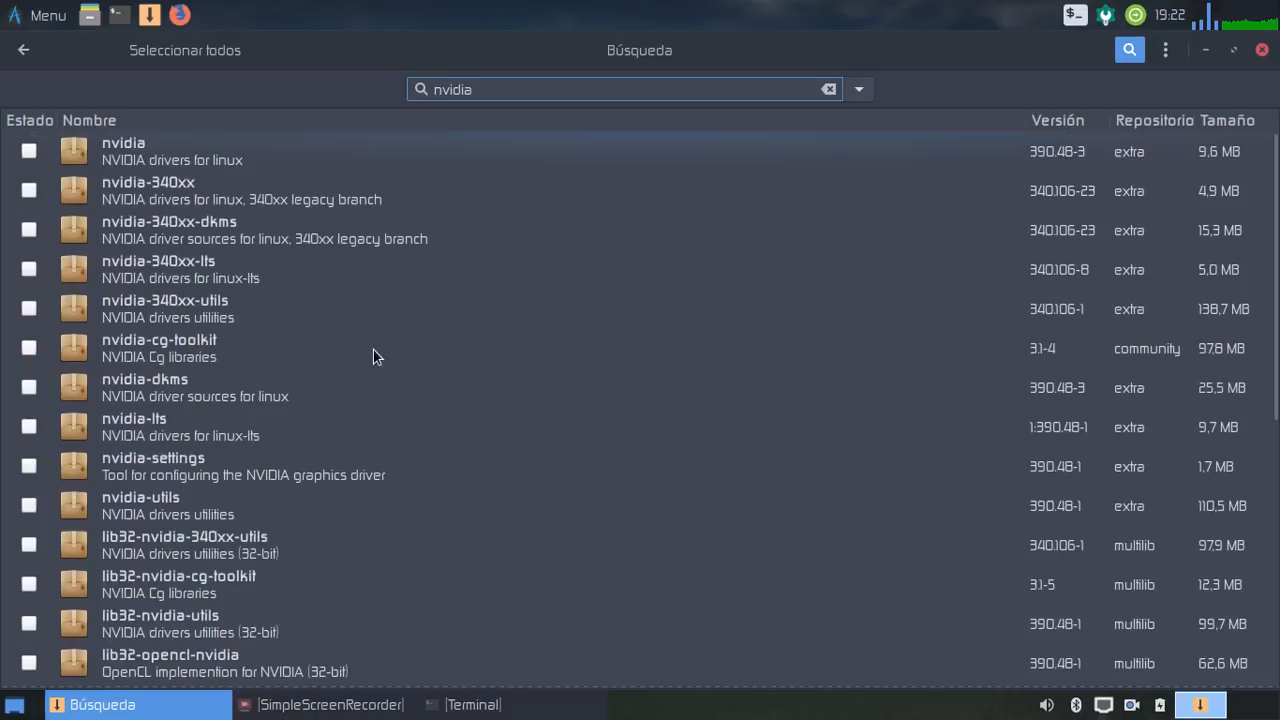 Menu 19:22
Seleccionar todos Búsqueda
nvidia
Estado Nombre Versión Repositorio Tamaño
nvidia
NVIDIA drivers for linux 390.48-3 extra 9,6 MB
nvidia-340xx
NVIDIA drivers for linux, 340xx legacy branch 340.106-23 extra 4,9 MB
nvidia-340xx-dkms
NVIDIA driver sources for linux, 340xx legacy branch 340.106-23 extra 15,3 MB
nvidia-340xx-lts
NVIDIA drivers for linux-lts 340.106-8 extra 5,0 MB
nvidia-340xx-utils
NVIDIA drivers utilities 340.106-1 extra 138,7 MB
nvidia-cg-toolkit
NVIDIA Cg libraries 3.1-4 community 97,8 MB
nvidia-dkms
NVIDIA driver sources for linux 390.48-3 extra 25,5 MB
nvidia-lts
NVIDIA drivers for linux-lts 1:390.48-1 extra 9,7 MB
nvidia-settings
Tool for configuring the NVIDIA graphics driver 390.48-1 extra 1,7 MB
nvidia-utils
NVIDIA drivers utilities 390.48-1 extra 110,5 MB
lib32-nvidia-340xx-utils
NVIDIA drivers utilities (32-bit) 340.106-1 multilib 97,9 MB
lib32-nvidia-cg-toolkit
NVIDIA Cg libraries 3.1-5 multilib 12,3 MB
lib32-nvidia-utils
NVIDIA drivers utilities (32-bit) 390.48-1 multilib 99,7 MB
lib32-opencl-nvidia
OpenCL implemention for NVIDIA (32-bit) 390.48-1 multilib 62,6 MB
Búsqueda [SimpleScreenRecorder] [Terminal]